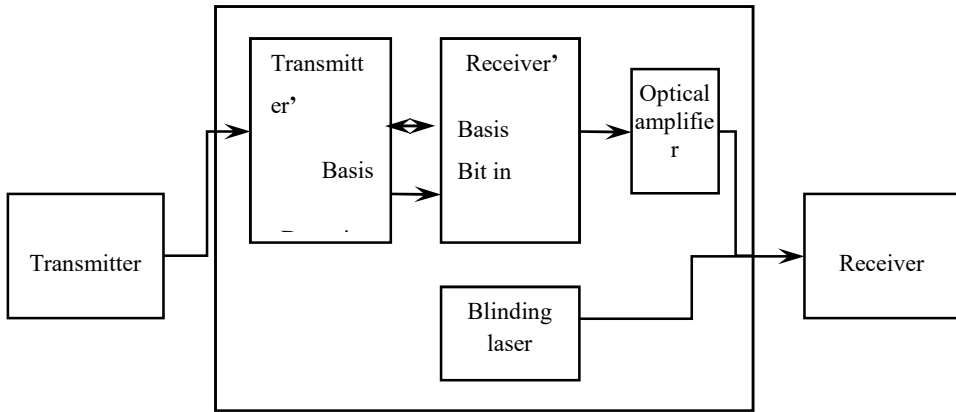 Transmitt
er’
Basis
Receiver’
Basis
Bit in
Optical
amplifie
r
Transmitter
Receiver
Blinding
laser